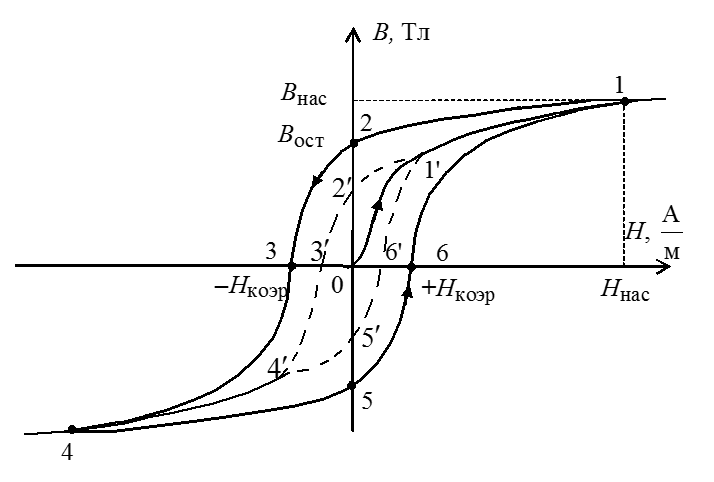 B, Тл
Bнас
1
2
Bост
1′
2′
H, А/м
3
3′
6′
6
−Hкоэр
0
+Hкоэр
Hнас
5′
4′
5
4